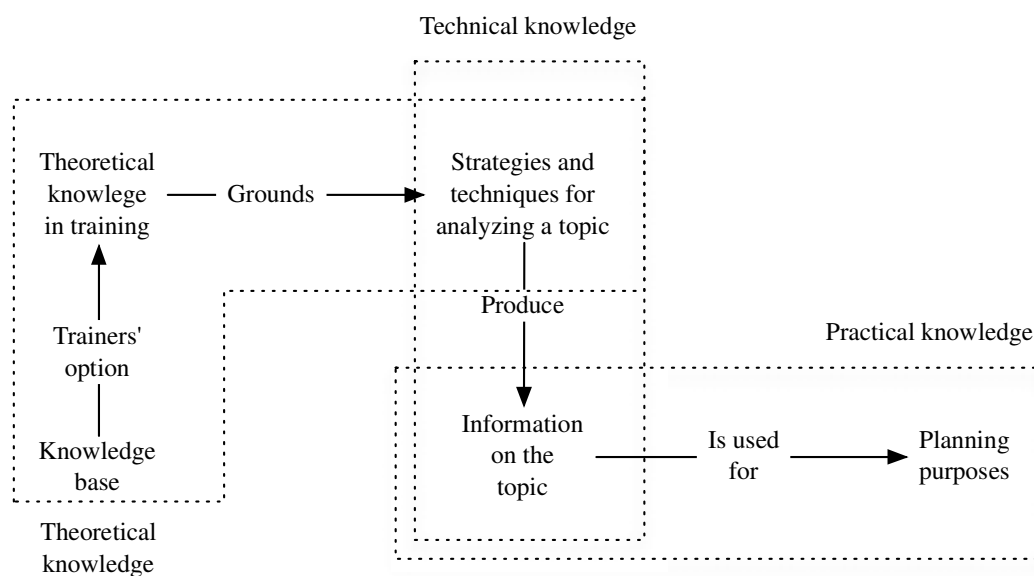 Technical knowledge
Theoretical
knowlege
in training
Grounds
Strategies and
techniques for
analyzing a topic
Produce
Trainers'
option
Practical knowledge
Knowledge
base
Information
on the
topic
Is used
for
Planning
purposes
Theoretical
knowledge